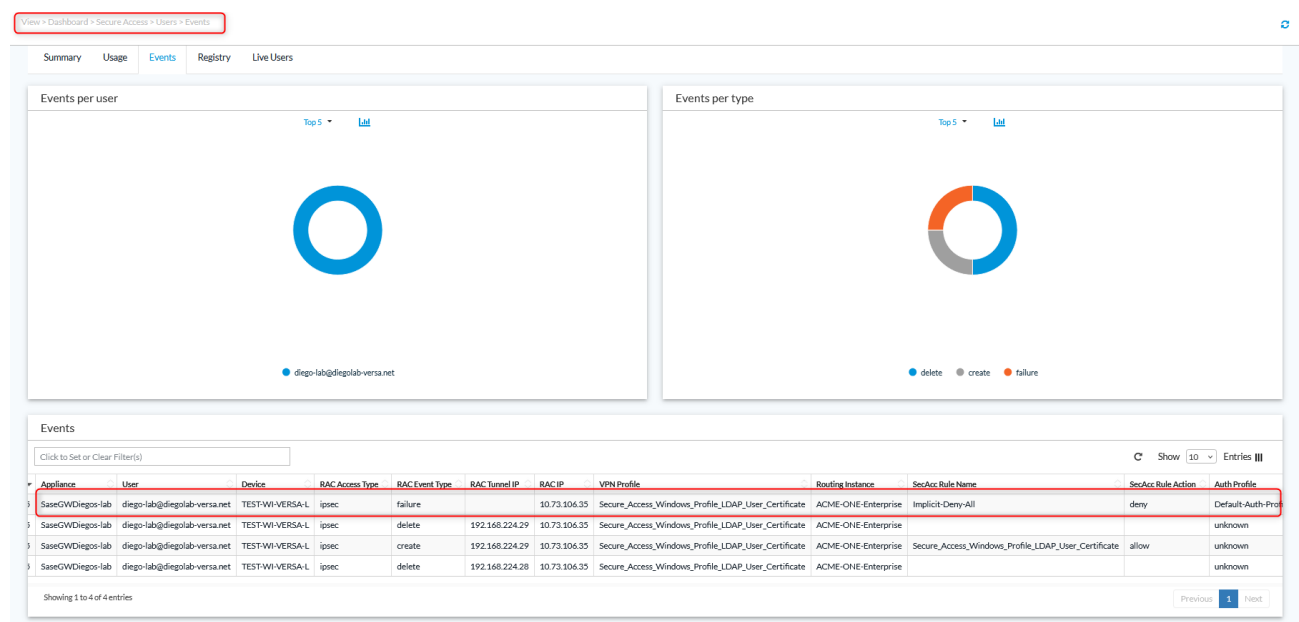 View > Dashboard > Secure Access > Users > Events
Summary Usage Events Registry Live Users
Events per user
Top 5
diego-lab@diegolab-versa.net
Events per type
Top 5
delete create failure
Events
Click to Set or Clear Filter(s) Show 10 Entries
Appliance User Device RAC Access Type RAC Event Type RAC Tunnel IP RAC IP VPN Profile Routing Instance SecAcc Rule Name SecAcc Rule Action Auth Profile
SaseGWDiegos-lab diego-lab@diegolab-versa.net TEST-WI-VERSA-L ipsec failure 10.73.106.35 Secure_Access_Windows_Profile_LDAP_User_Certificate ACME-ONE-Enterprise Implicit-Deny-All deny Default-Auth-Profi
SaseGWDiegos-lab diego-lab@diegolab-versa.net TEST-WI-VERSA-L ipsec delete 192.168.224.29 10.73.106.35 Secure_Access_Windows_Profile_LDAP_User_Certificate ACME-ONE-Enterprise unknown
SaseGWDiegos-lab diego-lab@diegolab-versa.net TEST-WI-VERSA-L ipsec create 192.168.224.29 10.73.106.35 Secure_Access_Windows_Profile_LDAP_User_Certificate ACME-ONE-Enterprise Secure_Access_Windows_Profile_LDAP_User_Certificate allow unknown
SaseGWDiegos-lab diego-lab@diegolab-versa.net TEST-WI-VERSA-L ipsec delete 192.168.224.28 10.73.106.35 Secure_Access_Windows_Profile_LDAP_User_Certificate ACME-ONE-Enterprise unknown
Showing 1 to 4 of 4 entries Previous 1 Next